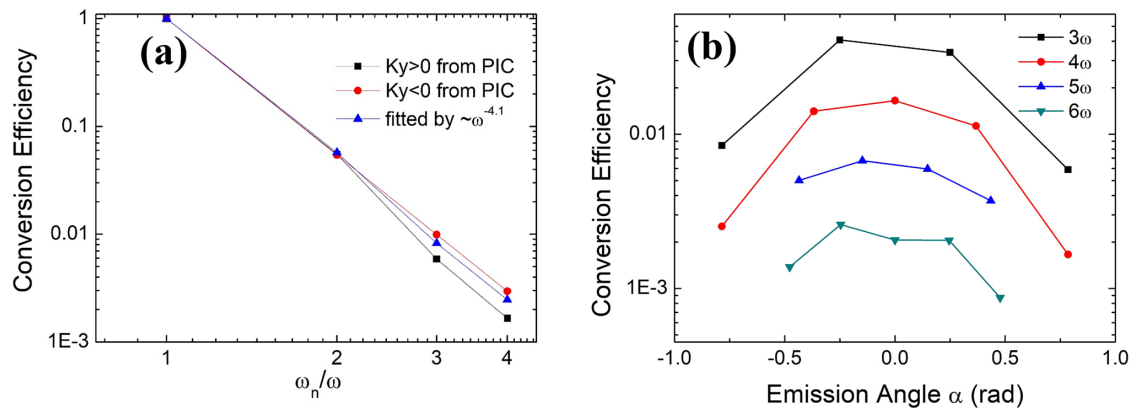 (a)
Conversion Efficiency
1
0.1
0.01
1E-3
Ky>0 from PIC
Ky<0 from PIC
fitted by ~ω^-4.1
1 2 3 4
ωₙ/ω
(b)
Conversion Efficiency
0.01
1E-3
3ω
4ω
5ω
6ω
-1.0 -0.5 0.0 0.5 1.0
Emission Angle α (rad)